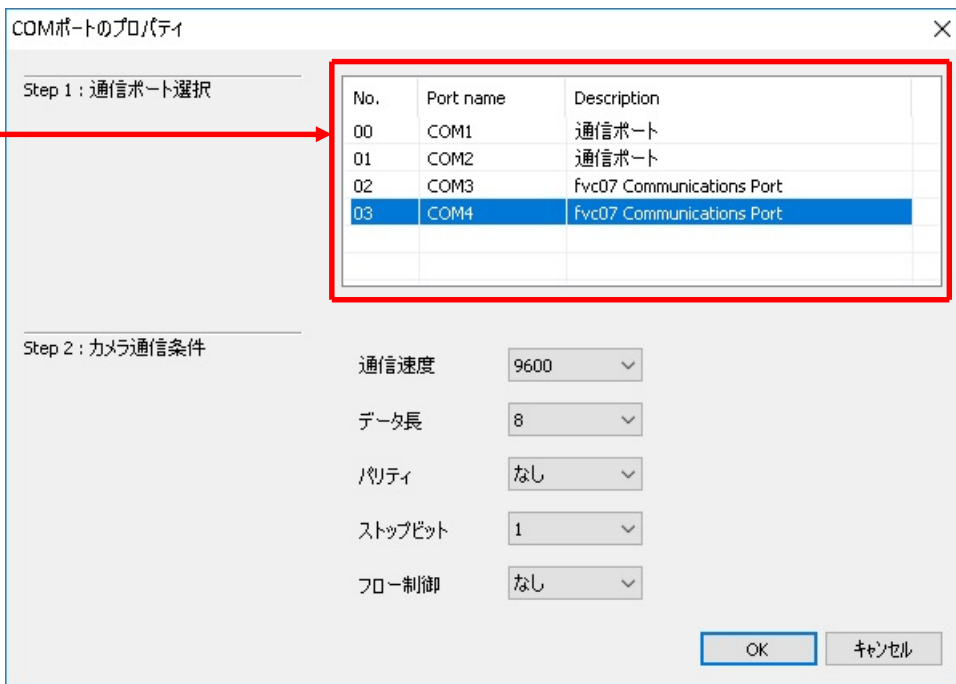 COMポートのプロパティ
Step 1 : 通信ポート選択
No. Port name Description
00 COM1 通信ポート
01 COM2 通信ポート
02 COM3 fvc07 Communications Port
03 COM4 fvc07 Communications Port
Step 2 : カメラ通信条件
通信速度 9600
データ長 8
パリティ なし
ストップビット 1
フロー制御 なし
OK キャンセル